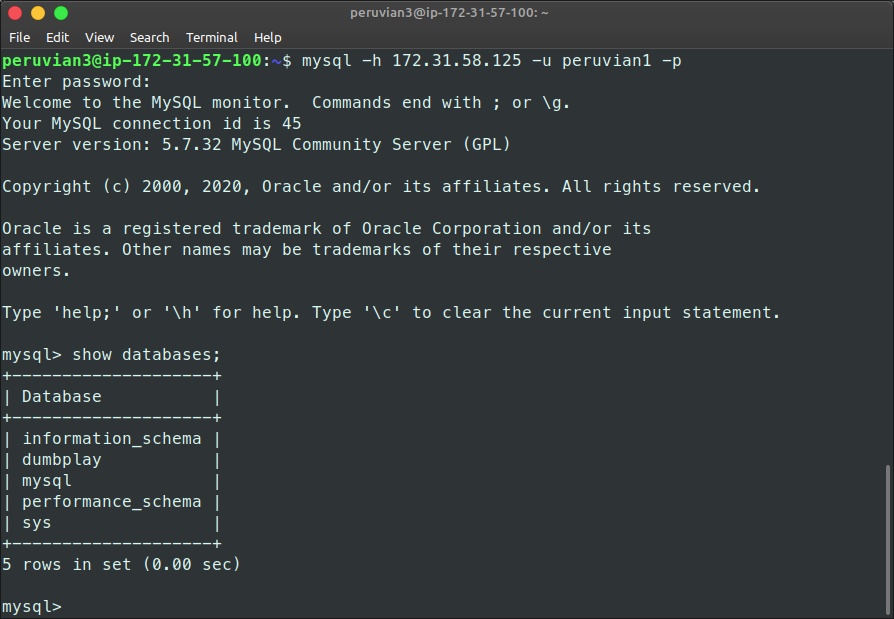 peruvian3@ip-172-31-57-100: ~
File Edit View Search Terminal Help
peruvian3@ip-172-31-57-100:~$ mysql -h 172.31.58.125 -u peruvian1 -p
Enter password:
Welcome to the MySQL monitor.  Commands end with ; or \g.
Your MySQL connection id is 45
Server version: 5.7.32 MySQL Community Server (GPL)

Copyright (c) 2000, 2020, Oracle and/or its affiliates. All rights reserved.

Oracle is a registered trademark of Oracle Corporation and/or its
affiliates. Other names may be trademarks of their respective
owners.

Type 'help;' or '\h' for help. Type '\c' to clear the current input statement.

mysql> show databases;
+--------------------+
| Database           |
+--------------------+
| information_schema |
| dumbplay           |
| mysql              |
| performance_schema |
| sys                |
+--------------------+
5 rows in set (0.00 sec)

mysql>